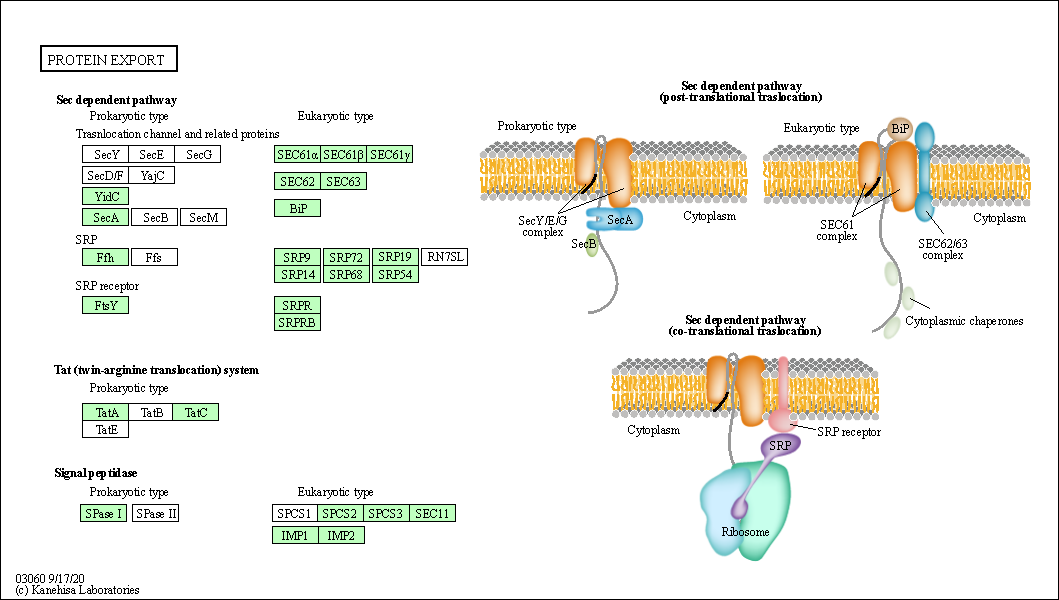 PROTEIN EXPORT
Sec dependent pathway
Prokaryotic type
Eukaryotic type
Trasnlocation channel and related proteins
SecY SecE SecG
SEC61α SEC61β SEC61γ
SecD/F YajC
SEC62 SEC63
YidC
BiP
SecA SecB SecM
SRP
Ffh Ffs
SRP9 SRP72 SRP19 RN7SL
SRP14 SRP68 SRP54
SRP receptor
FtsY
SRPR
SRPRB
Tat (twin-arginine translocation) system
Prokaryotic type
TatA TatB TatC
TatE
Signal peptidase
Prokaryotic type
Eukaryotic type
SPase I SPase II
SPCS1 SPCS2 SPCS3 SEC11
IMP1 IMP2
03060 9/17/20
(c) Kanehisa Laboratories
Sec dependent pathway
(post-translational traslocation)
Prokaryotic type
SecY/E/G
complex
SecA
SecB
Cytoplasm
Eukaryotic type
BiP
SEC61
complex
Cytoplasm
SEC62/63
complex
Cytoplasmic chaperones
Sec dependent pathway
(co-translational traslocation)
Cytoplasm
SRP receptor
SRP
Ribosome